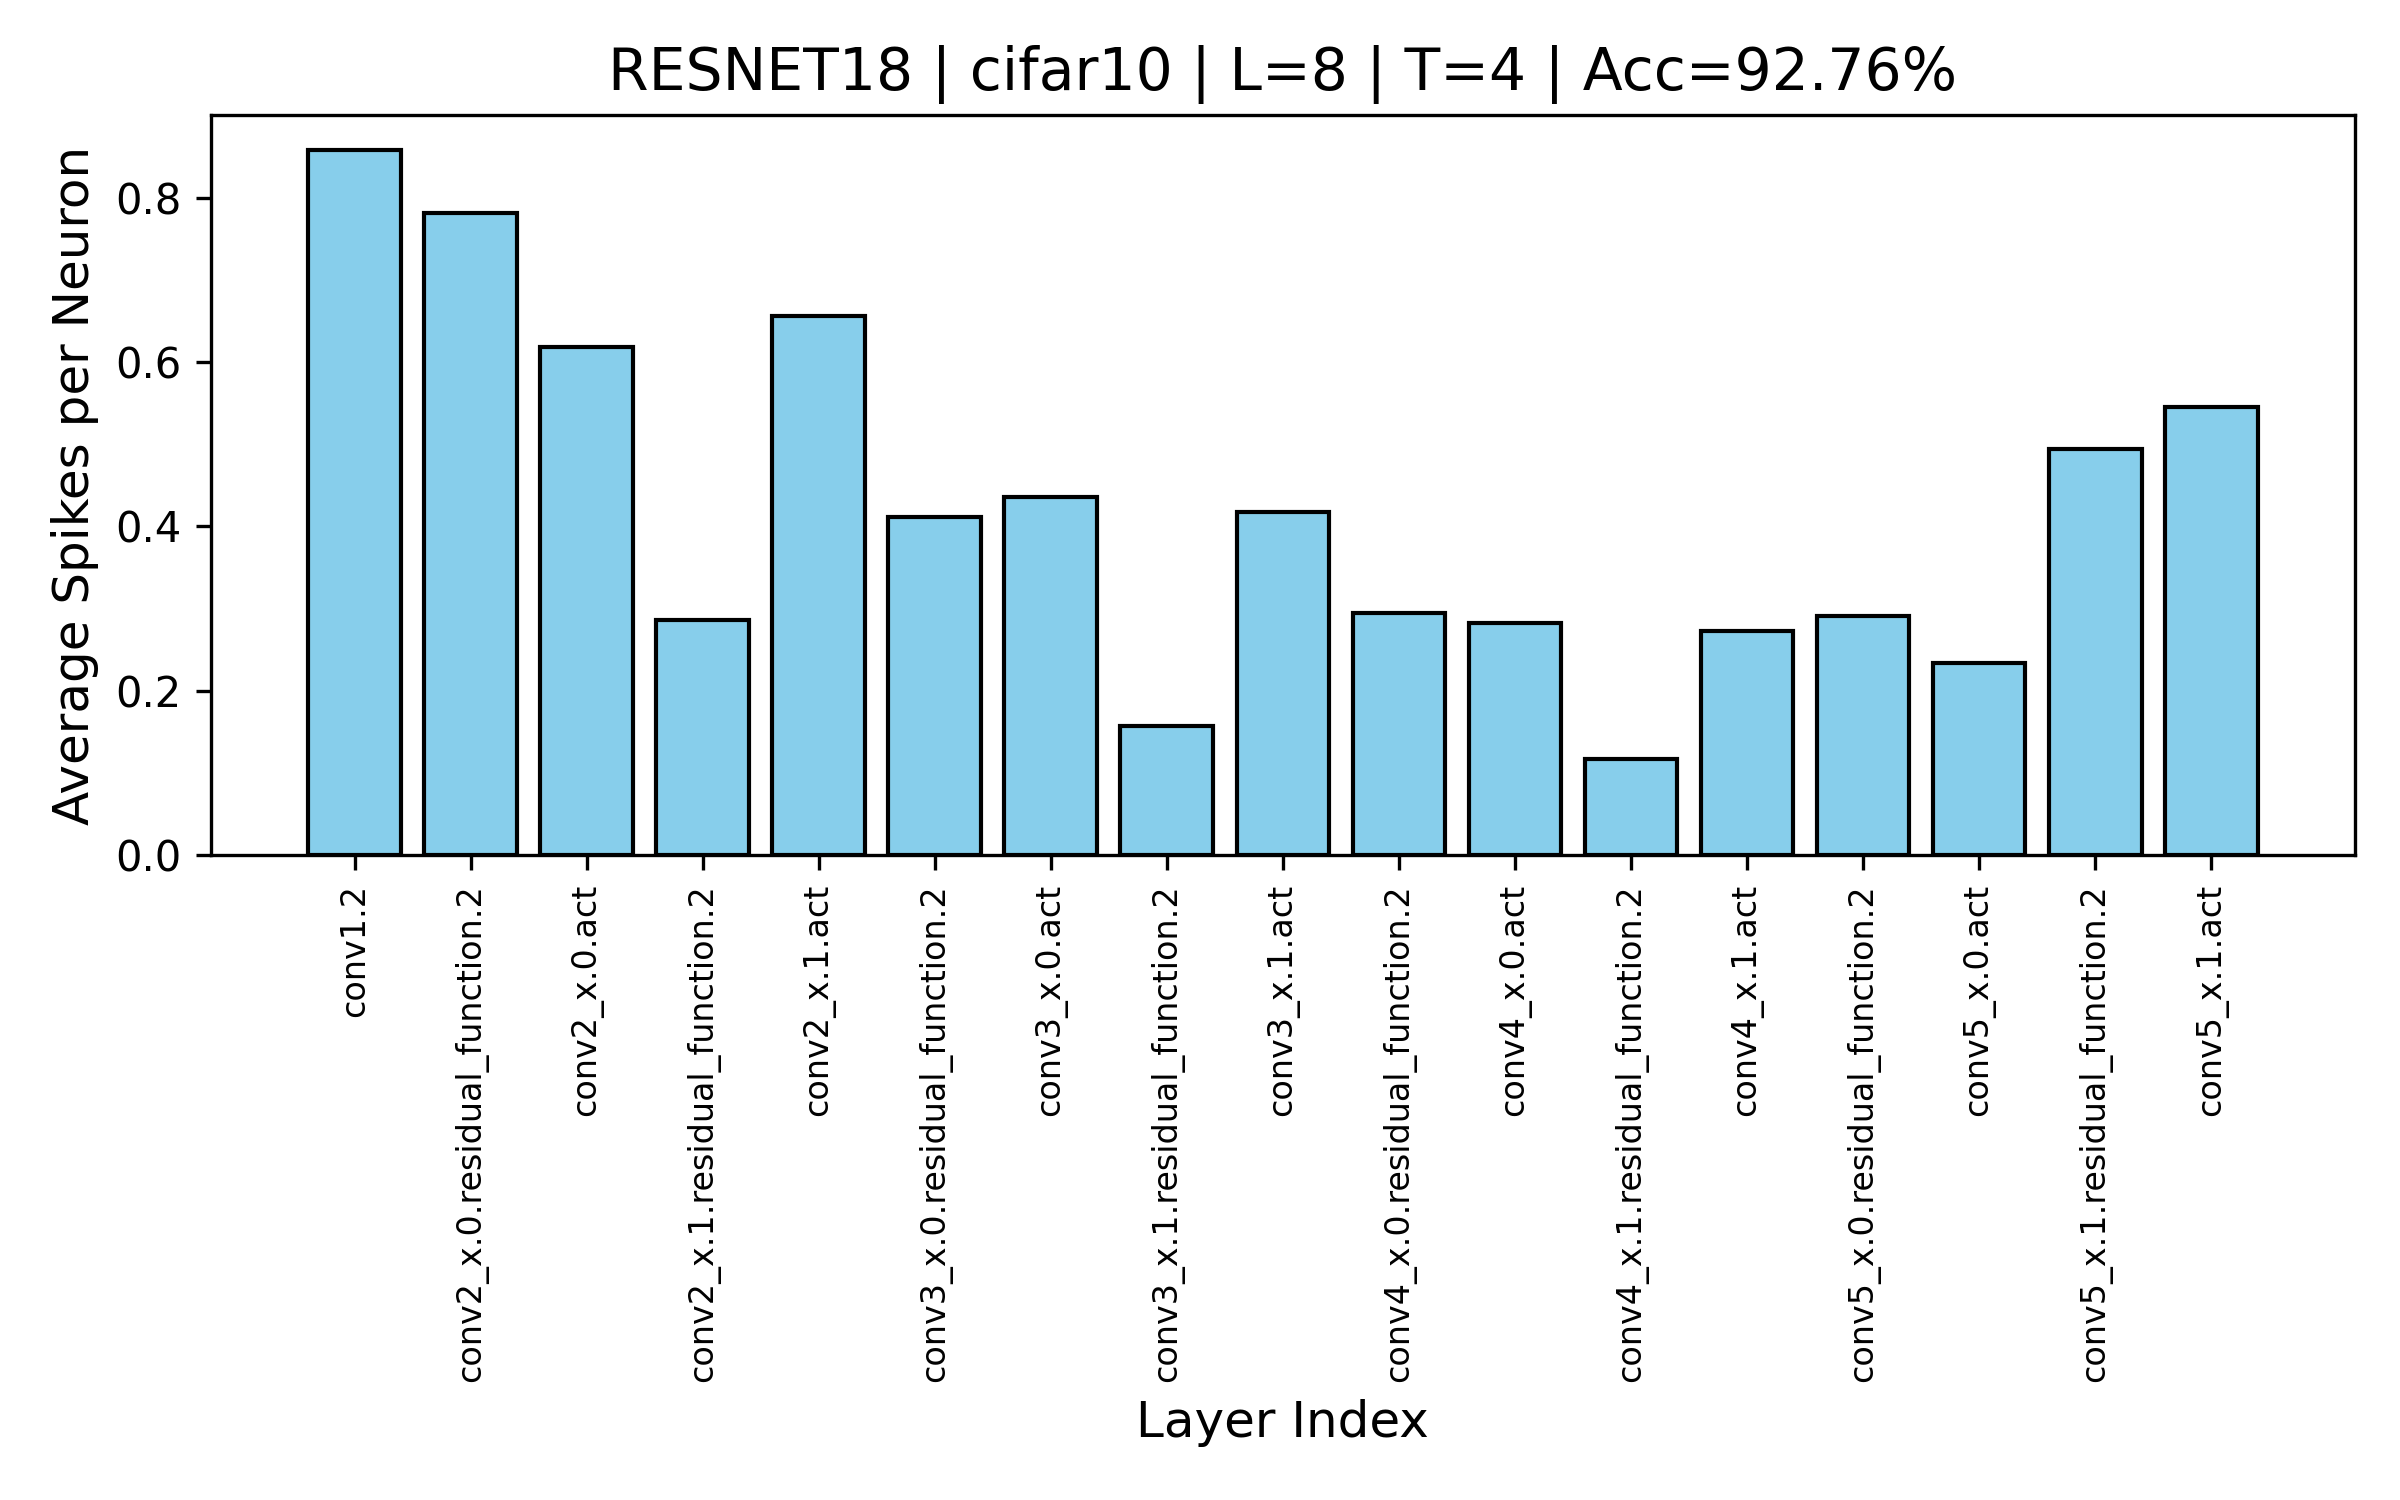 RESNET18 | cifar10 | L=8 | T=4 | Acc=92.76%
Average Spikes per Neuron
0.8
0.6
0.4
0.2
0.0
conv1.2
conv2_x.0.residual_function.2
conv2_x.0.act
conv2_x.1.residual_function.2
conv2_x.1.act
conv3_x.0.residual_function.2
conv3_x.0.act
conv3_x.1.residual_function.2
conv3_x.1.act
conv4_x.0.residual_function.2
conv4_x.0.act
conv4_x.1.residual_function.2
conv4_x.1.act
conv5_x.0.residual_function.2
conv5_x.0.act
conv5_x.1.residual_function.2
conv5_x.1.act
Layer Index